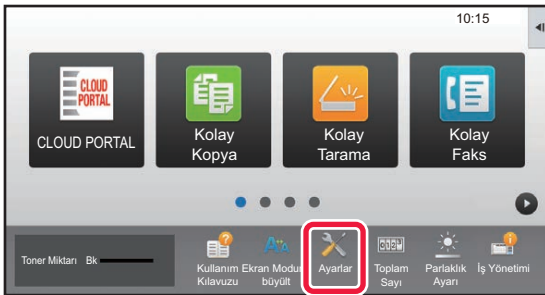 10:15
CLOUD
PORTAL
CLOUD PORTAL
Kolay
Kopya
Kolay
Tarama
Kolay
Faks
Toner Miktarı Bk
Kullanım
Kılavuzu
Ekran Modun
büyült
Ayarlar
Toplam
Sayı
Parlaklık
Ayarı
İş Yönetimi